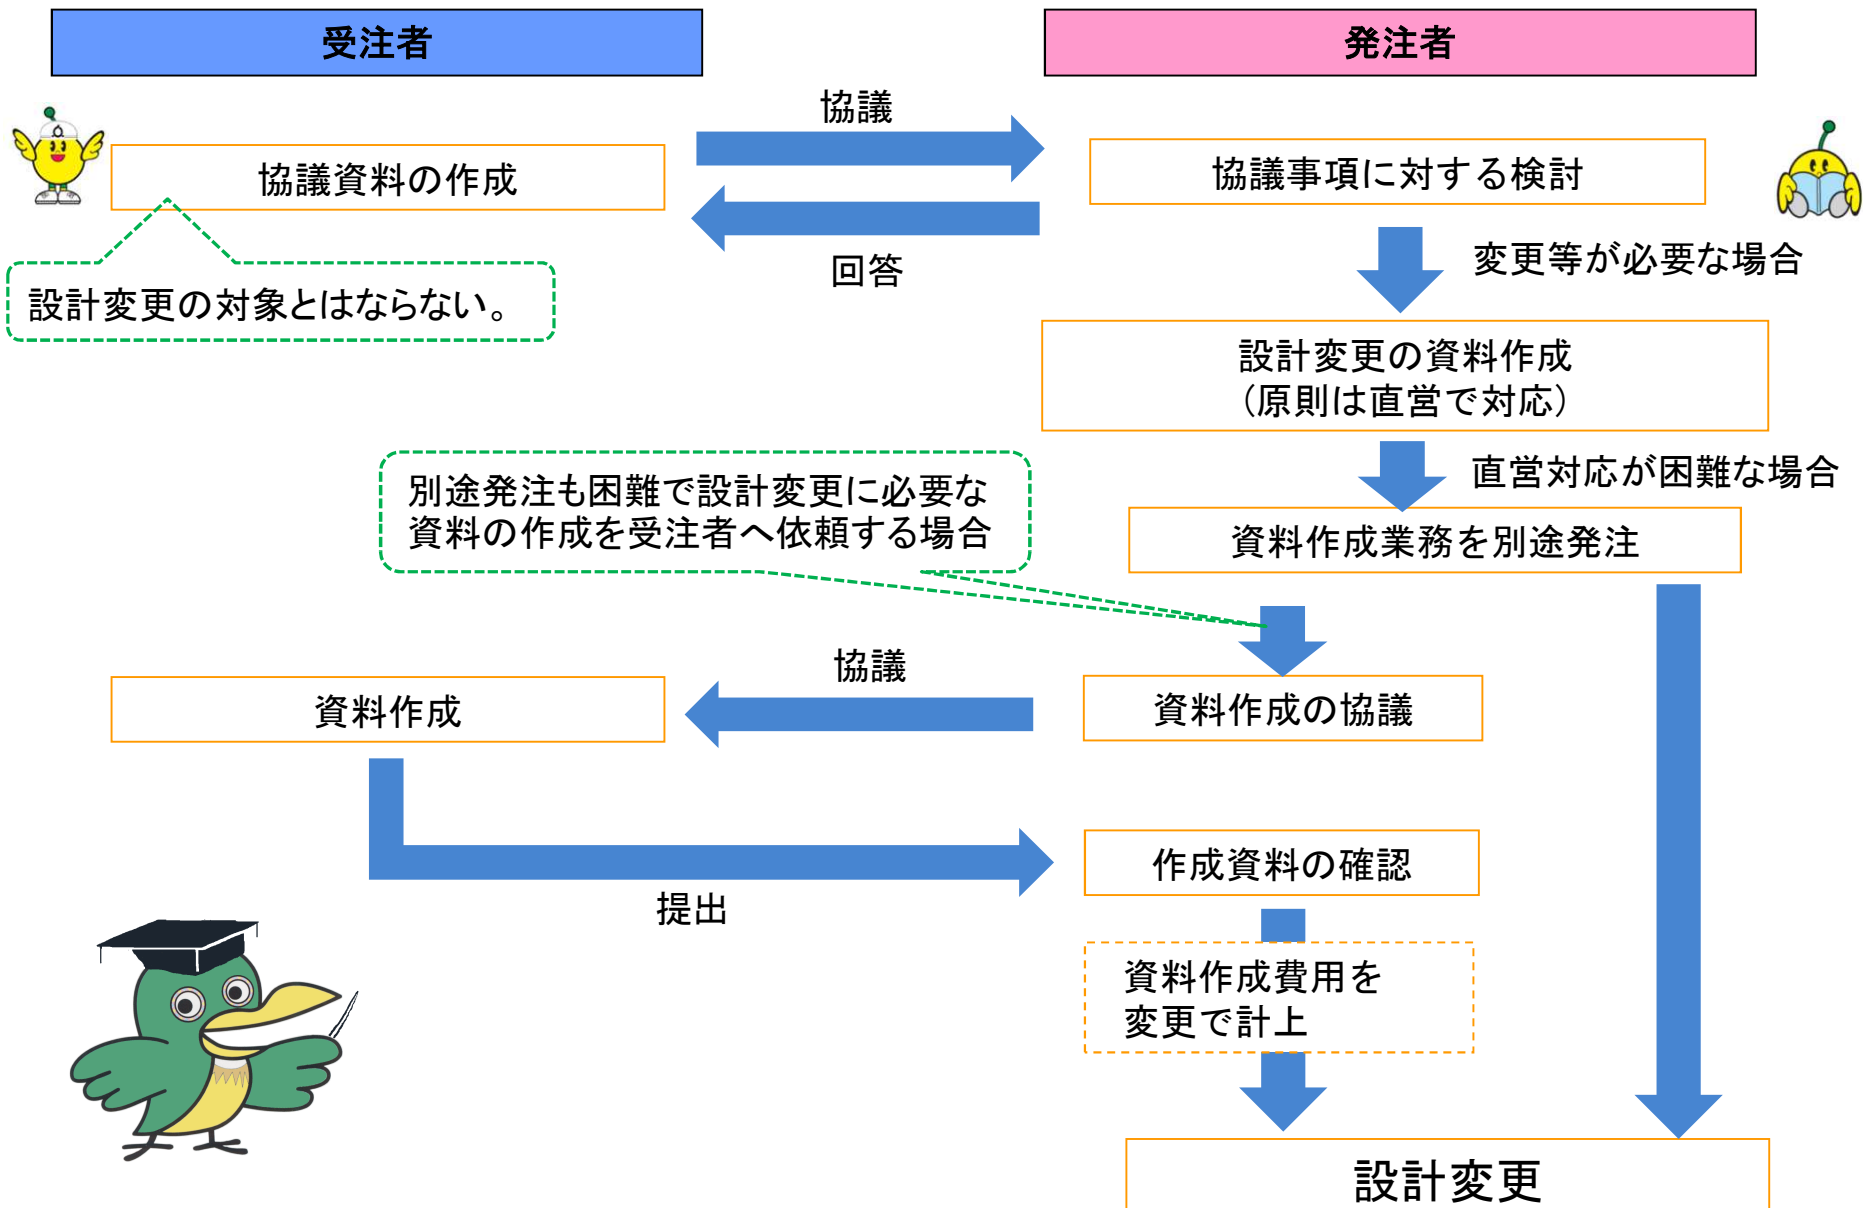 受注者
発注者
協議
協議資料の作成
協議事項に対する検討
回答
変更等が必要な場合
設計変更の対象とはならない。
設計変更の資料作成
(原則は直営で対応)
直営対応が困難な場合
別途発注も困難で設計変更に必要な
資料の作成を受注者へ依頼する場合
資料作成業務を別途発注
協議
資料作成
資料作成の協議
作成資料の確認
提出
資料作成費用を
変更で計上
設計変更